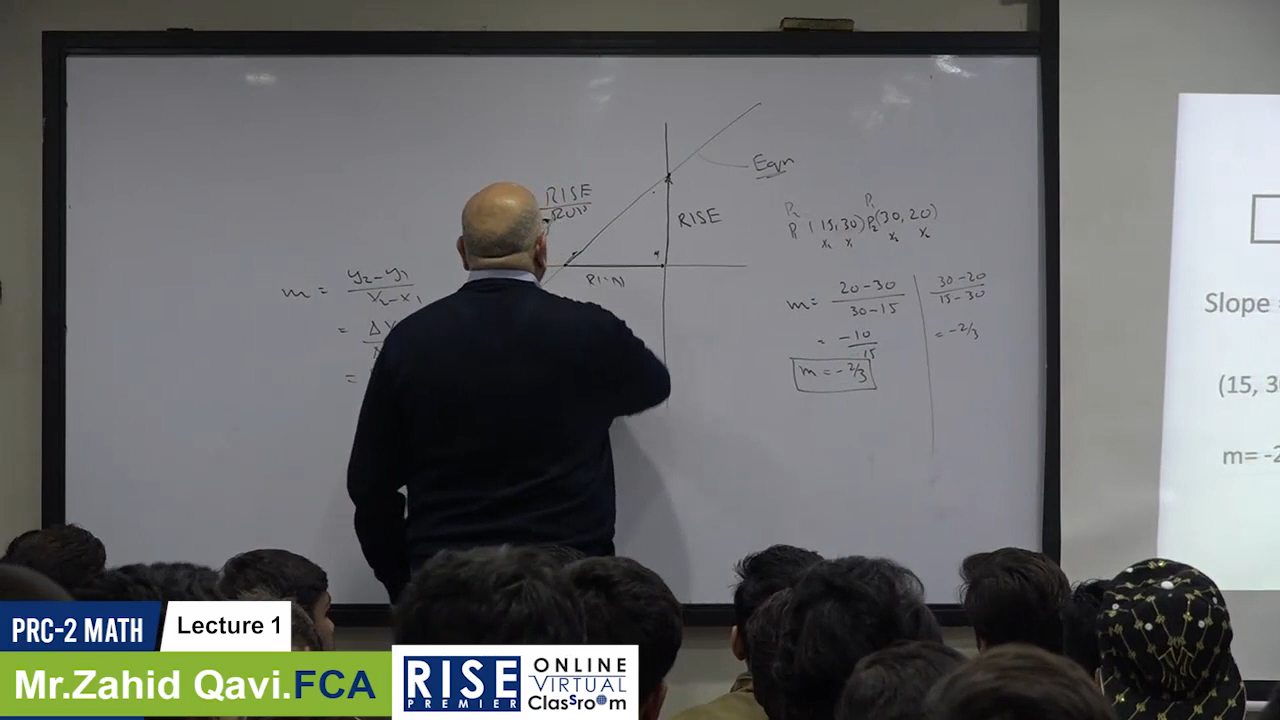 Eqn
RISE
RUN
RISE
RUN
m = y₂-y₁
x₂-x₁
= Δy
=
P₂ P₁
P₁ (15,30) P₂(30,20)
x₁ x₂
m = 20-30
30-15
= -10
15
m = -2/3
30-20
15-30
= -2/3
Slope
(15, 3
m= -2
PRC-2 MATH
Lecture 1
Mr.Zahid Qavi.FCA
RISE
PREMIER
ONLINE
VIRTUAL
Classroom